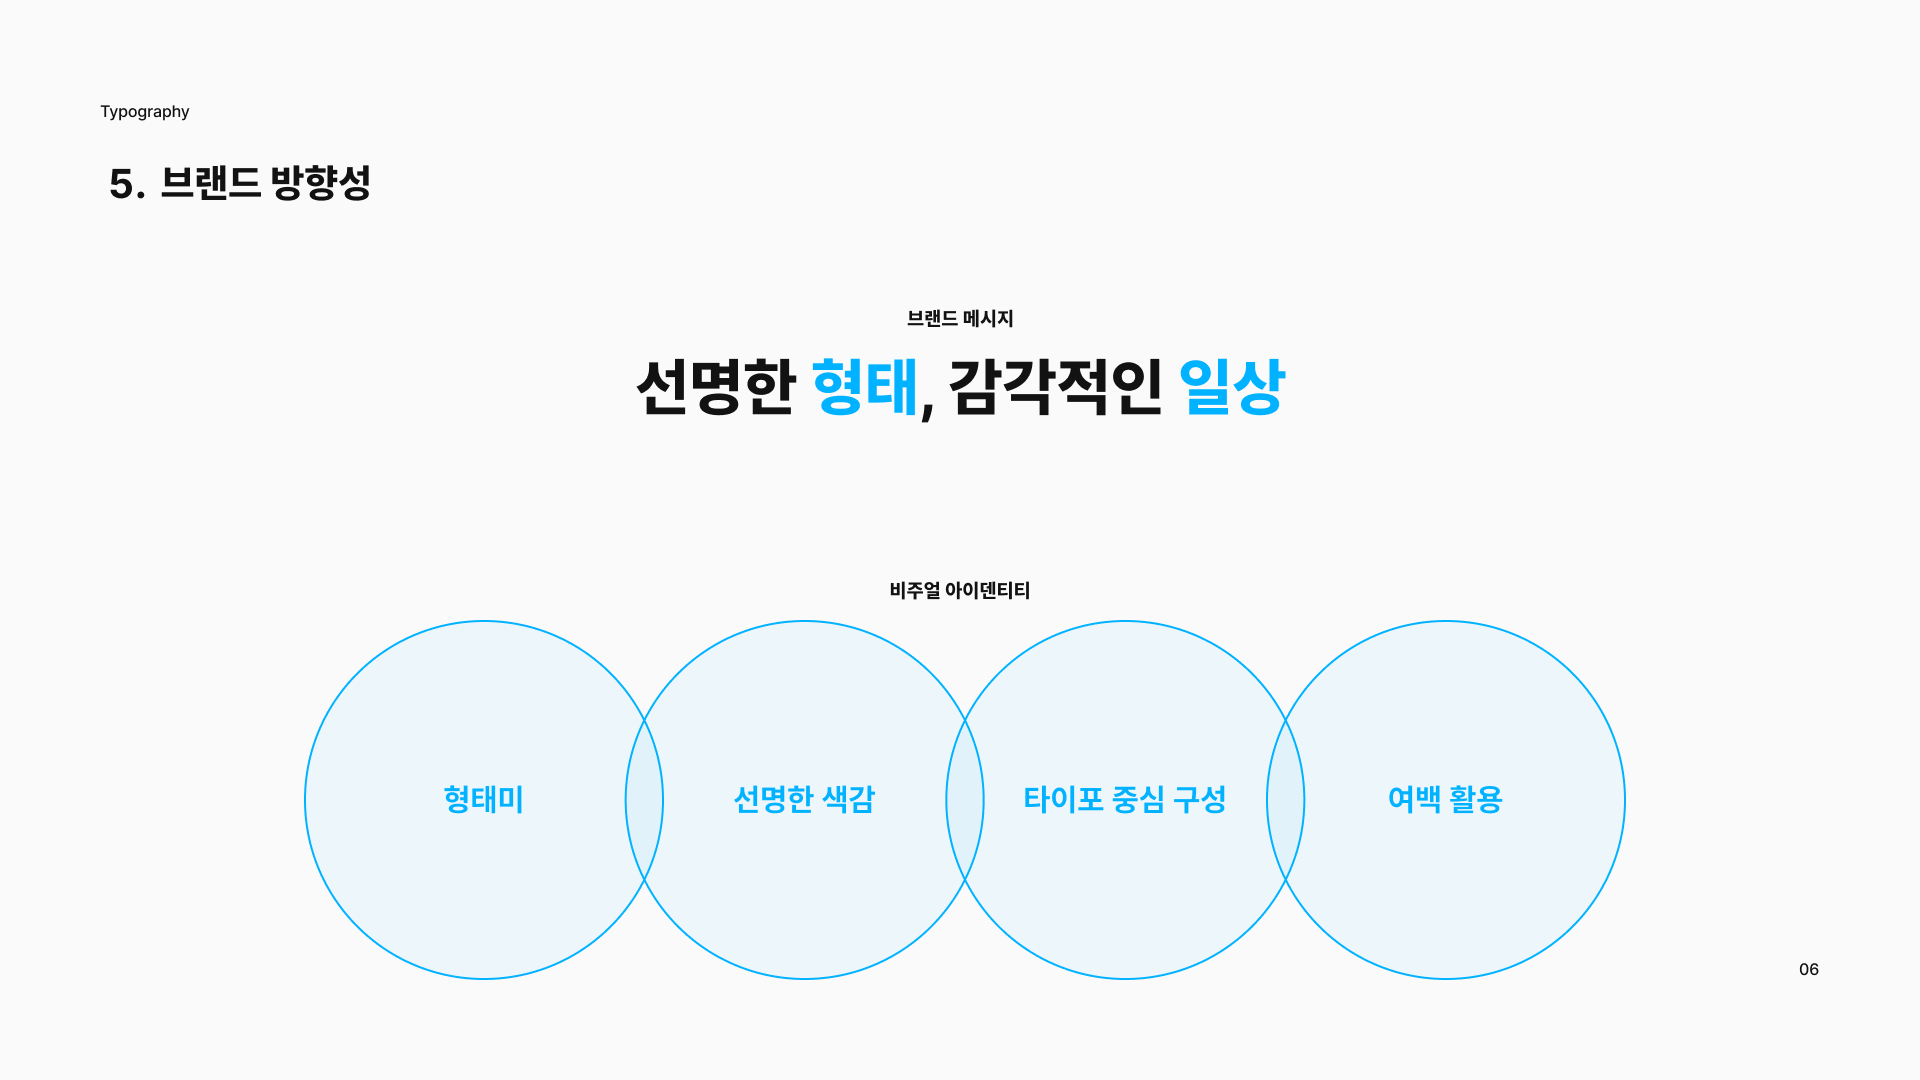 Typography
5. 브랜드 방향성
브랜드 메시지
선명한 형태, 감각적인 일상
비주얼 아이덴티티
형태미
선명한 색감
타이포 중심 구성
여백 활용
06